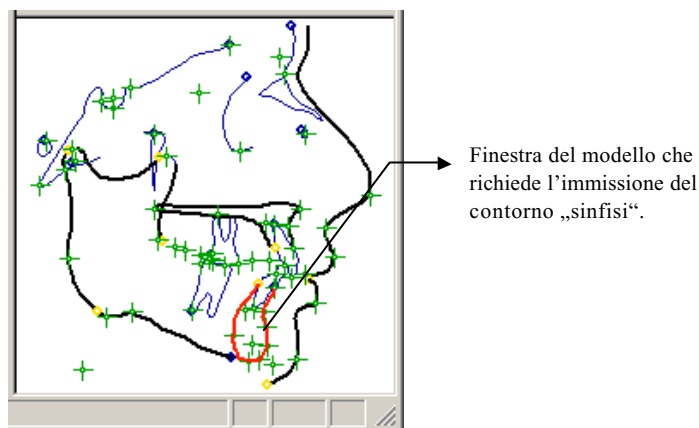 Finestra del modello che
richiede l’immissione del
contorno „sinfisi“.